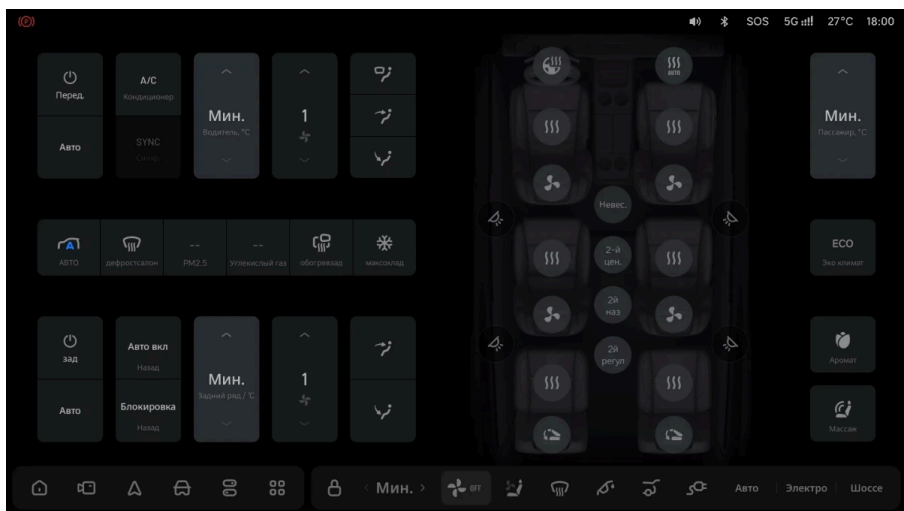 SOS 5G 27°C 18:00
Перед.
Авто
A/C
Кондиционер
SYNC
Синхр.
Мин.
Водитель, °C
1
AUTO
Невес.
2-й
цен.
2й
наз
2й
регул
Мин.
Пассажир, °C
АВТО
дефростсалон
-- PM2.5
-- Углекислый газ
обогревзад
максохлад
ECO
Эко климат
зад
Авто
Авто вкл
Назад
Блокировка
Назад
Мин.
Задний ряд / °C
1
Аромат
Массаж
Мин. OFF Авто Электро Шоссе